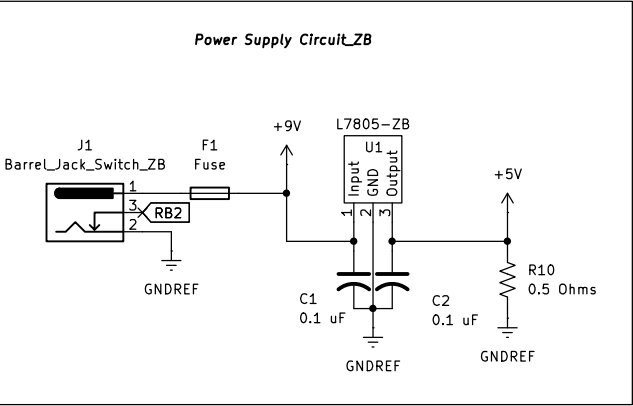 Power Supply Circuit_ZB
J1
Barrel_Jack_Switch_ZB
1
3
2
RB2
GNDREF
F1
Fuse
+9V
L7805-ZB
U1
Input
GND
Output
1
2
3
C1
0.1 uF
C2
0.1 uF
GNDREF
+5V
R10
0.5 Ohms
GNDREF